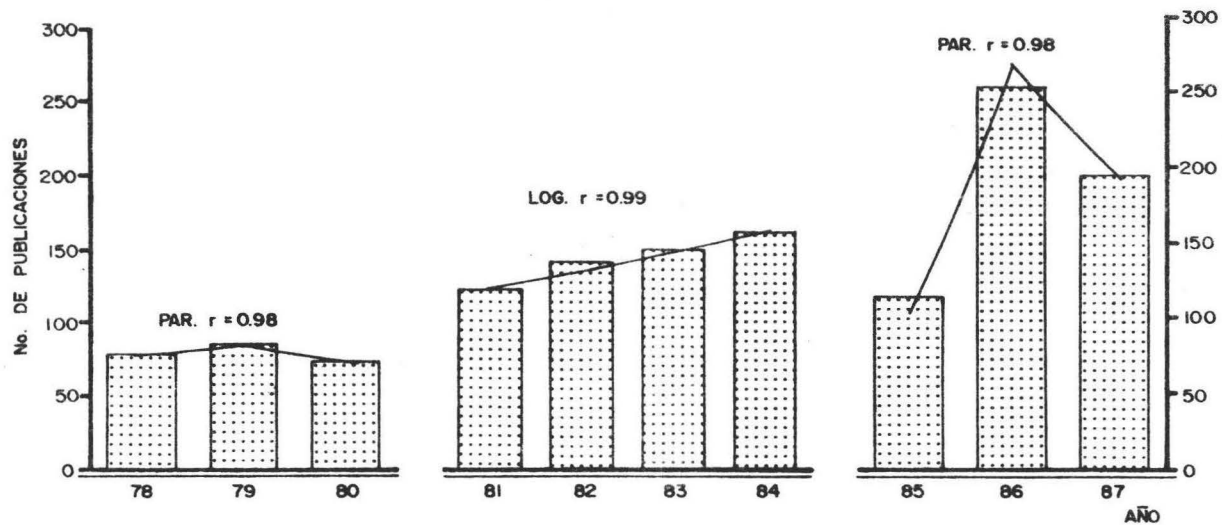 No. DE PUBLICACIONES
300
250
200
150
100
50
0
PAR. r = 0.98
78 79 80
LOG. r = 0.99
81 82 83 84
PAR. r = 0.98
85 86 87
300
250
200
150
100
50
0
AÑO